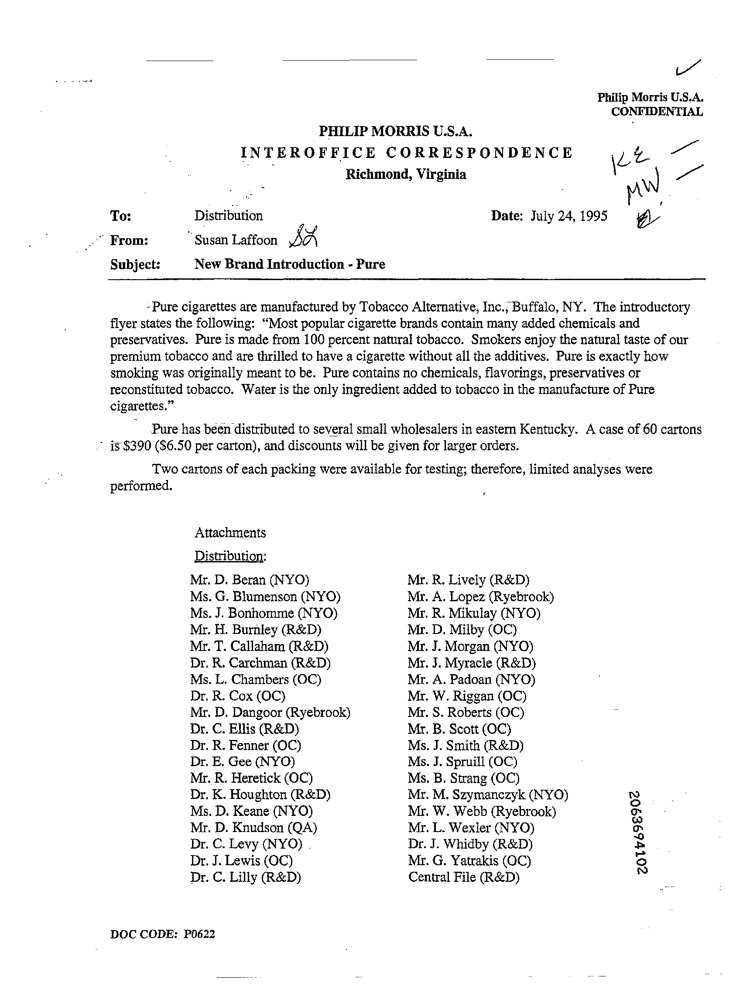 Philip Morris U.S.A.
CONFIDENTIAL
PHILIP MORRIS U.S.A.
INTEROFFICE CORRESPONDENCE
Richmond, Virginia
KE
MW
To: Distribution Date: July 24, 1995
From: Susan Laffoon SL
Subject: New Brand Introduction - Pure
Pure cigarettes are manufactured by Tobacco Alternative, Inc., Buffalo, NY. The introductory
flyer states the following: “Most popular cigarette brands contain many added chemicals and
preservatives. Pure is made from 100 percent natural tobacco. Smokers enjoy the natural taste of our
premium tobacco and are thrilled to have a cigarette without all the additives. Pure is exactly how
smoking was originally meant to be. Pure contains no chemicals, flavorings, preservatives or
reconstituted tobacco. Water is the only ingredient added to tobacco in the manufacture of Pure
cigarettes.”
Pure has been distributed to several small wholesalers in eastern Kentucky. A case of 60 cartons
is $390 ($6.50 per carton), and discounts will be given for larger orders.
Two cartons of each packing were available for testing; therefore, limited analyses were
performed.
Attachments
Distribution:
Mr. D. Beran (NYO)
Ms. G. Blumenson (NYO)
Ms. J. Bonhomme (NYO)
Mr. H. Burnley (R&D)
Mr. T. Callaham (R&D)
Dr. R. Carchman (R&D)
Ms. L. Chambers (OC)
Dr. R. Cox (OC)
Mr. D. Dangoor (Ryebrook)
Dr. C. Ellis (R&D)
Dr. R. Fenner (OC)
Dr. E. Gee (NYO)
Mr. R. Heretick (OC)
Dr. K. Houghton (R&D)
Ms. D. Keane (NYO)
Mr. D. Knudson (QA)
Dr. C. Levy (NYO)
Dr. J. Lewis (OC)
Dr. C. Lilly (R&D)
Mr. R. Lively (R&D)
Mr. A. Lopez (Ryebrook)
Mr. R. Mikulay (NYO)
Mr. D. Milby (OC)
Mr. J. Morgan (NYO)
Mr. J. Myracle (R&D)
Mr. A. Padoan (NYO)
Mr. W. Riggan (OC)
Mr. S. Roberts (OC)
Mr. B. Scott (OC)
Ms. J. Smith (R&D)
Ms. J. Spruill (OC)
Ms. B. Strang (OC)
Mr. M. Szymanczyk (NYO)
Mr. W. Webb (Ryebrook)
Mr. L. Wexler (NYO)
Dr. J. Whidby (R&D)
Mr. G. Yatrakis (OC)
Central File (R&D)
2063694102
DOC CODE: P0622